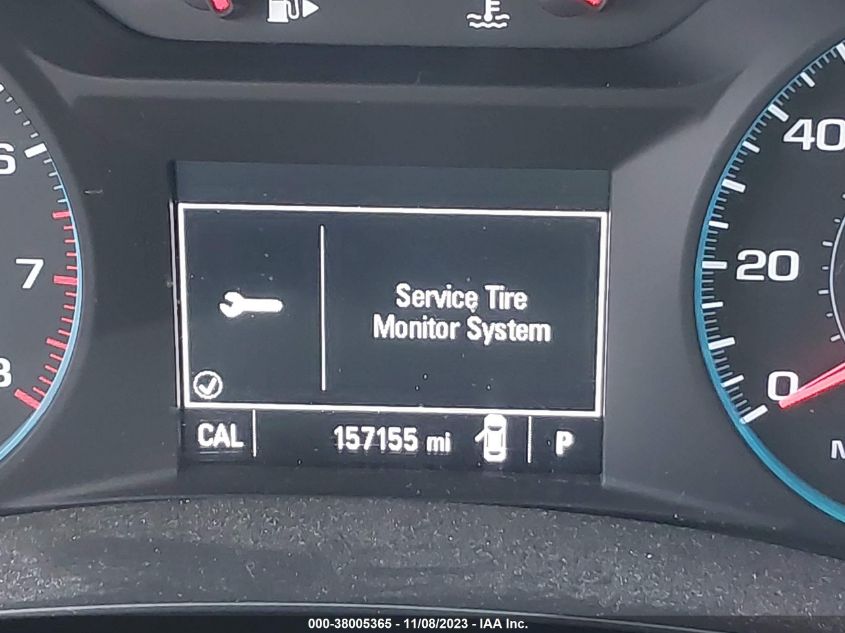 6
7
8
40
20
0
Service Tire
Monitor System
CAL
157155 mi
P
M
000-38005365 - 11/08/2023 - IAA Inc.